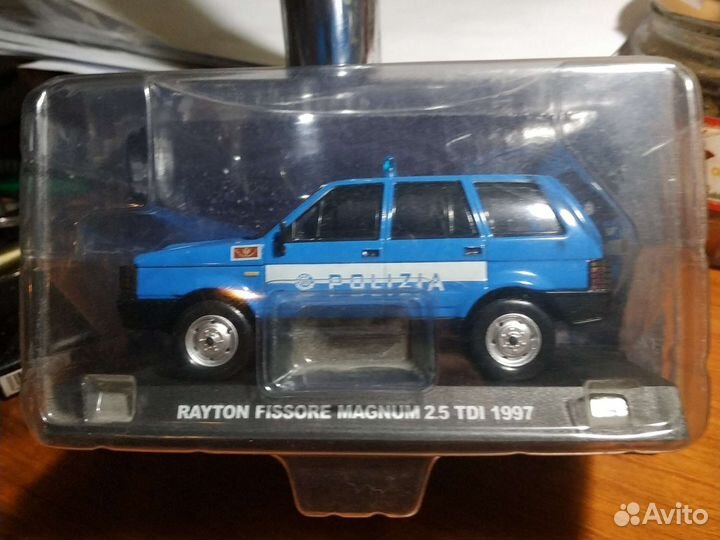 POLIZIA
RAYTON FISSORE MAGNUM 2.5 TDI 1997
Avito